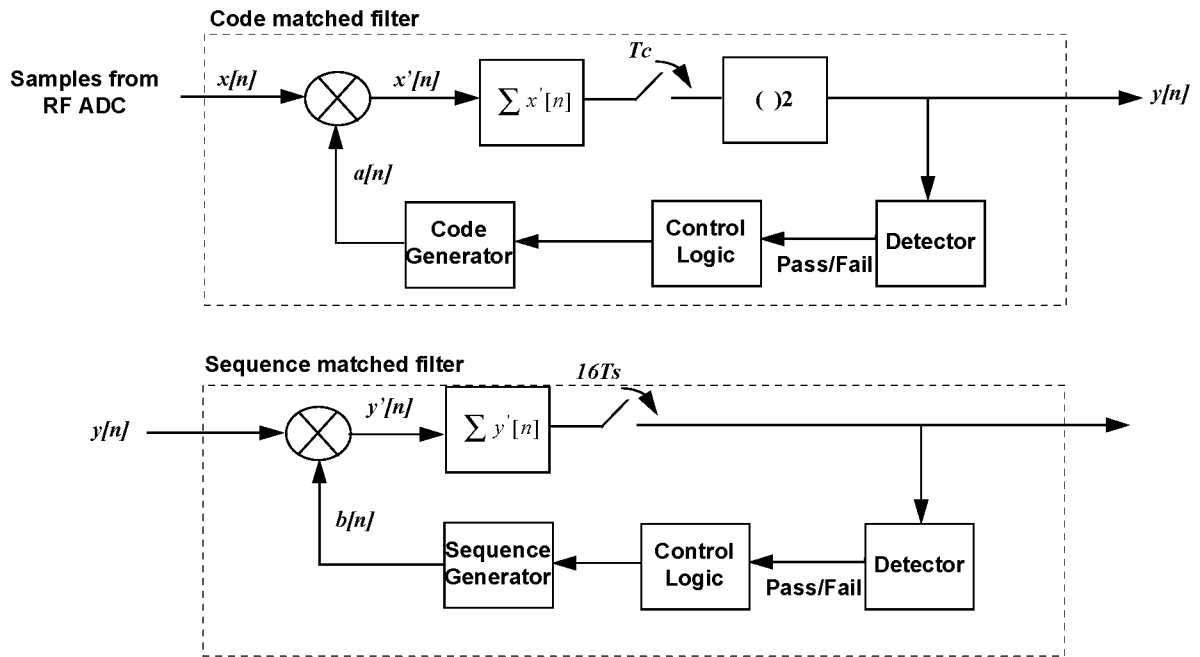 Code matched filter
Samples from
RF ADC
x[n]
x'[n]
∑ x'[n]
Tc
( )2
y[n]
a[n]
Code
Generator
Control
Logic
Pass/Fail
Detector
Sequence matched filter
y[n]
y'[n]
∑ y'[n]
16Ts
b[n]
Sequence
Generator
Control
Logic
Pass/Fail
Detector